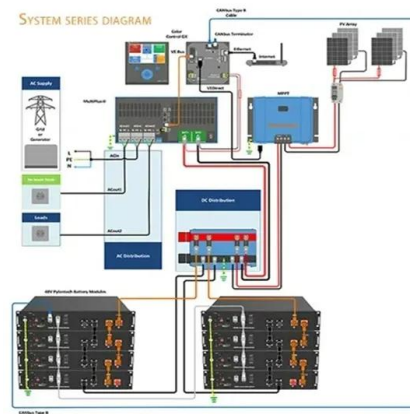 SYSTEM SERIES DIAGRAM
CANbus Type B
Cable
Color
Control GX
CANbus Terminator
VE Bus
Ethernet
Internet
PV Array
AC Supply
Grid
or
Generator
MultiPlus-II
VE.Direct
MPPT
L
PE
N
ACin
ACout1
Loads
ACout2
AC Distribution
DC Distribution
48V Pylontech Battery Modules
CANbus Type B